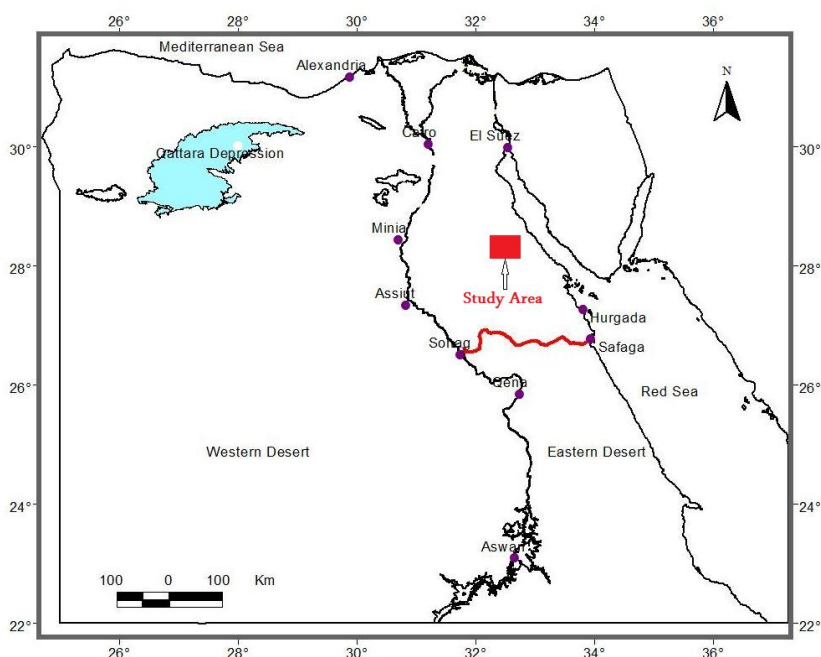 26° 28° 30° 32° 34° 36°
Mediterranean Sea
Alexandria
N
30° 30°
Cairo
El Suez
Qattara Depression
Minia
28° 28°
Assiut
Study Area
Hurgada
Sohag
Safaga
26° 26°
Qena
Red Sea
Western Desert
Eastern Desert
24° 24°
Aswan
100 0 100 Km
22° 22°
26° 28° 30° 32° 34° 36°